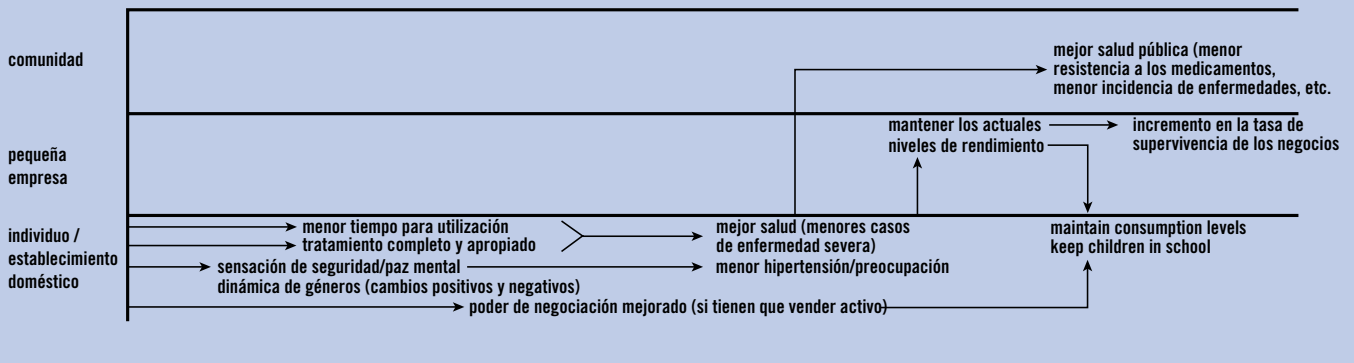 comunidad
mejor salud pública (menor
resistencia a los medicamentos,
menor incidencia de enfermedades, etc.
pequeña
empresa
mantener los actuales
niveles de rendimiento
incremento en la tasa de
supervivencia de los negocios
individuo /
establecimiento
doméstico
menor tiempo para utilización
tratamiento completo y apropiado
sensación de seguridad/paz mental
dinámica de géneros (cambios positivos y negativos)
poder de negociación mejorado (si tienen que vender activo)
mejor salud (menores casos
de enfermedad severa)
menor hipertensión/preocupación
maintain consumption levels
keep children in school